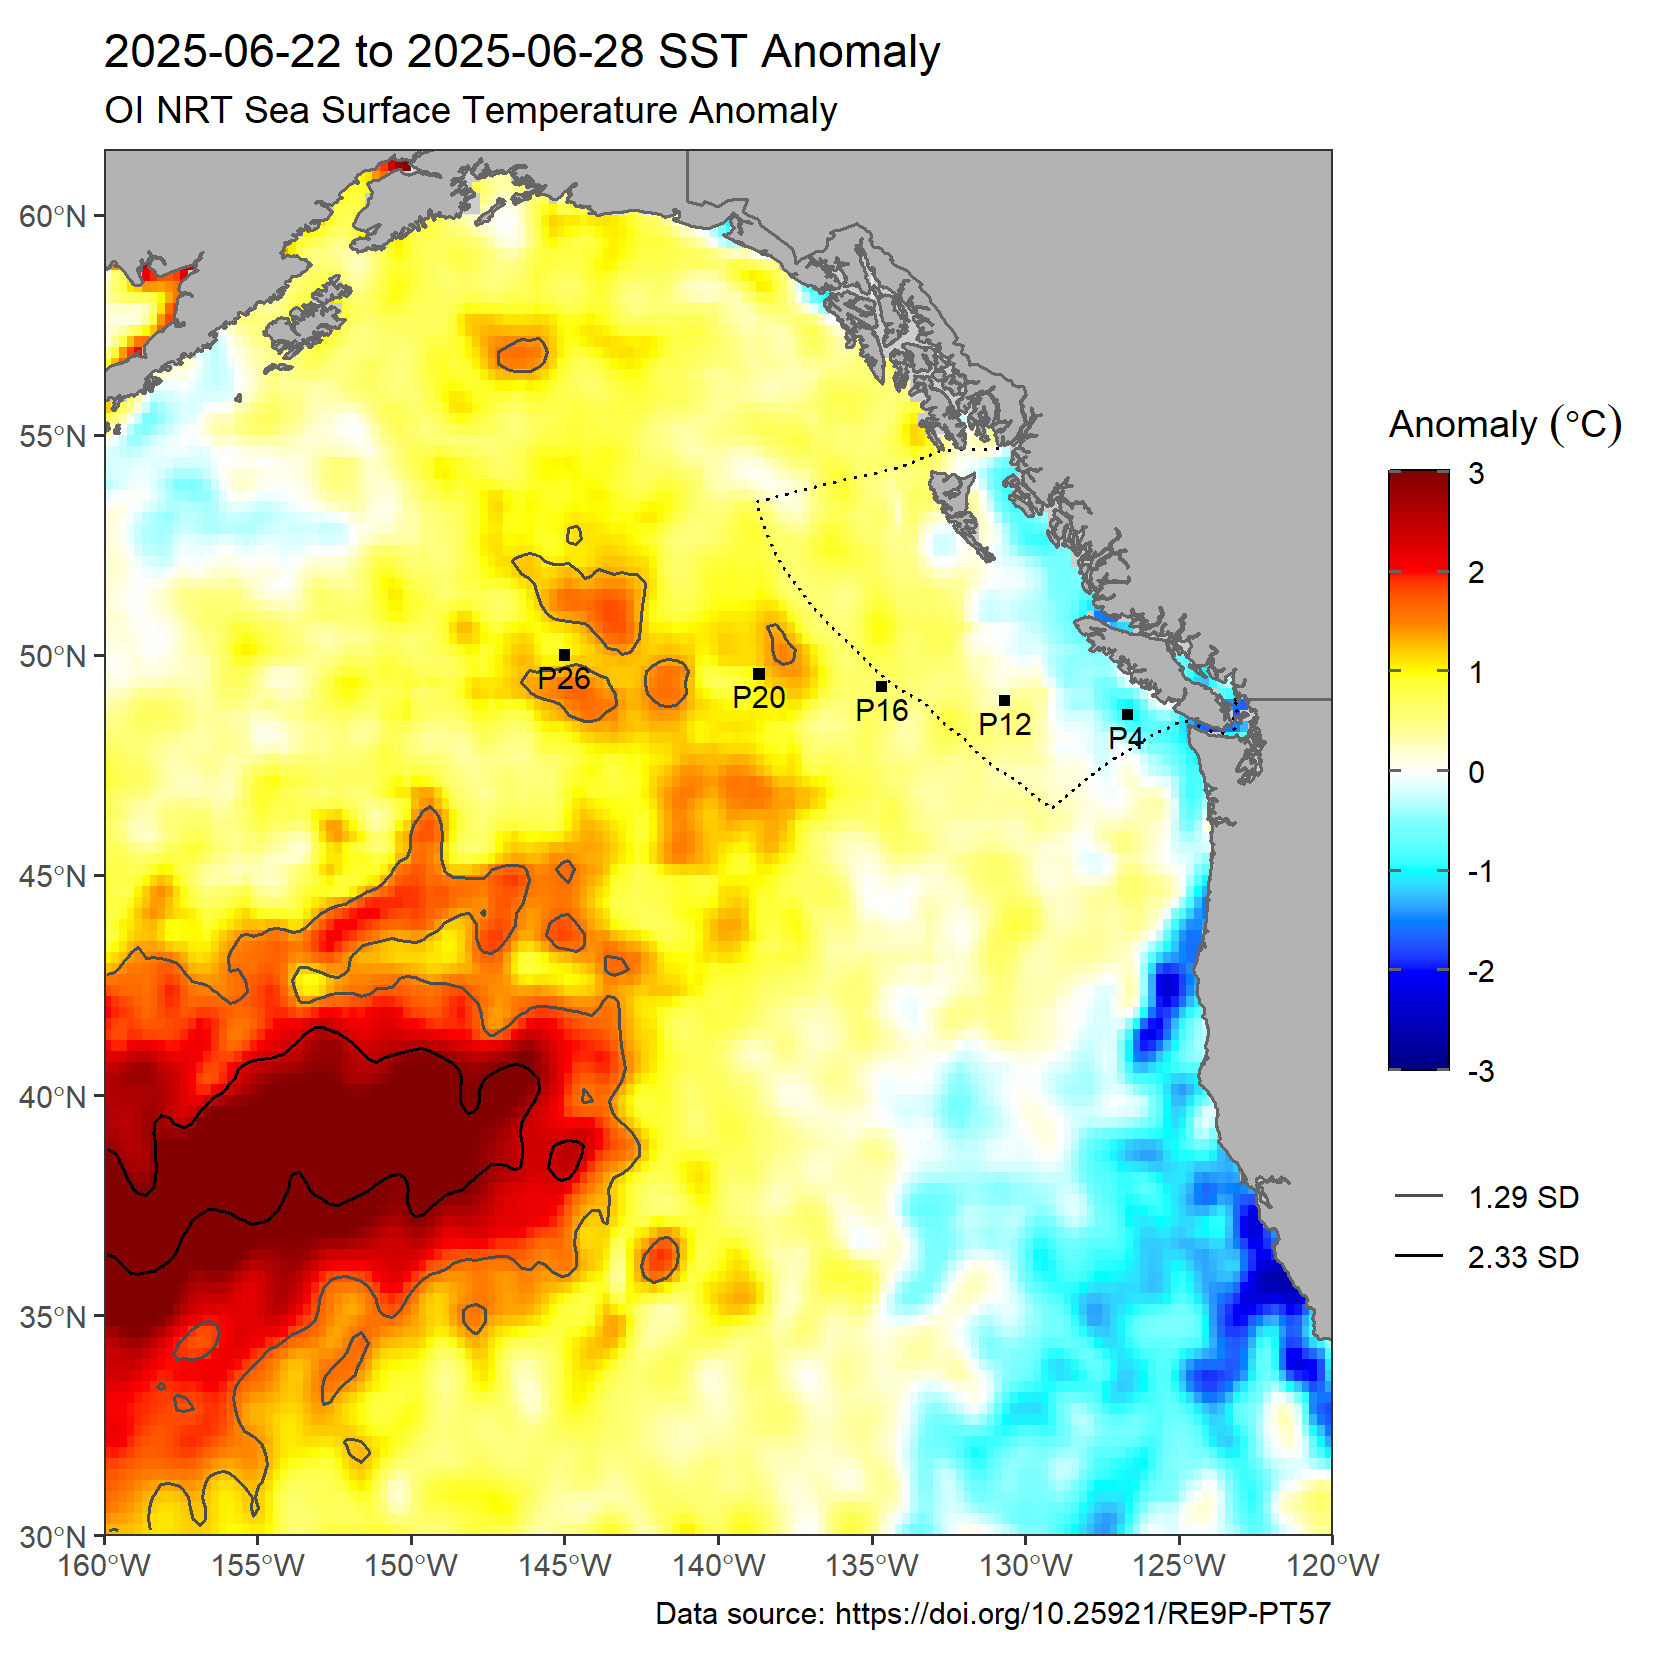 2025-06-22 to 2025-06-28 SST Anomaly
OI NRT Sea Surface Temperature Anomaly
60°N
55°N
50°N
45°N
40°N
35°N
30°N
160°W
155°W
150°W
145°W
140°W
135°W
130°W
125°W
120°W
P26
P20
P16
P12
P4
Anomaly (°C)
3
2
1
0
-1
-2
-3
1.29 SD
2.33 SD
Data source: https://doi.org/10.25921/RE9P-PT57